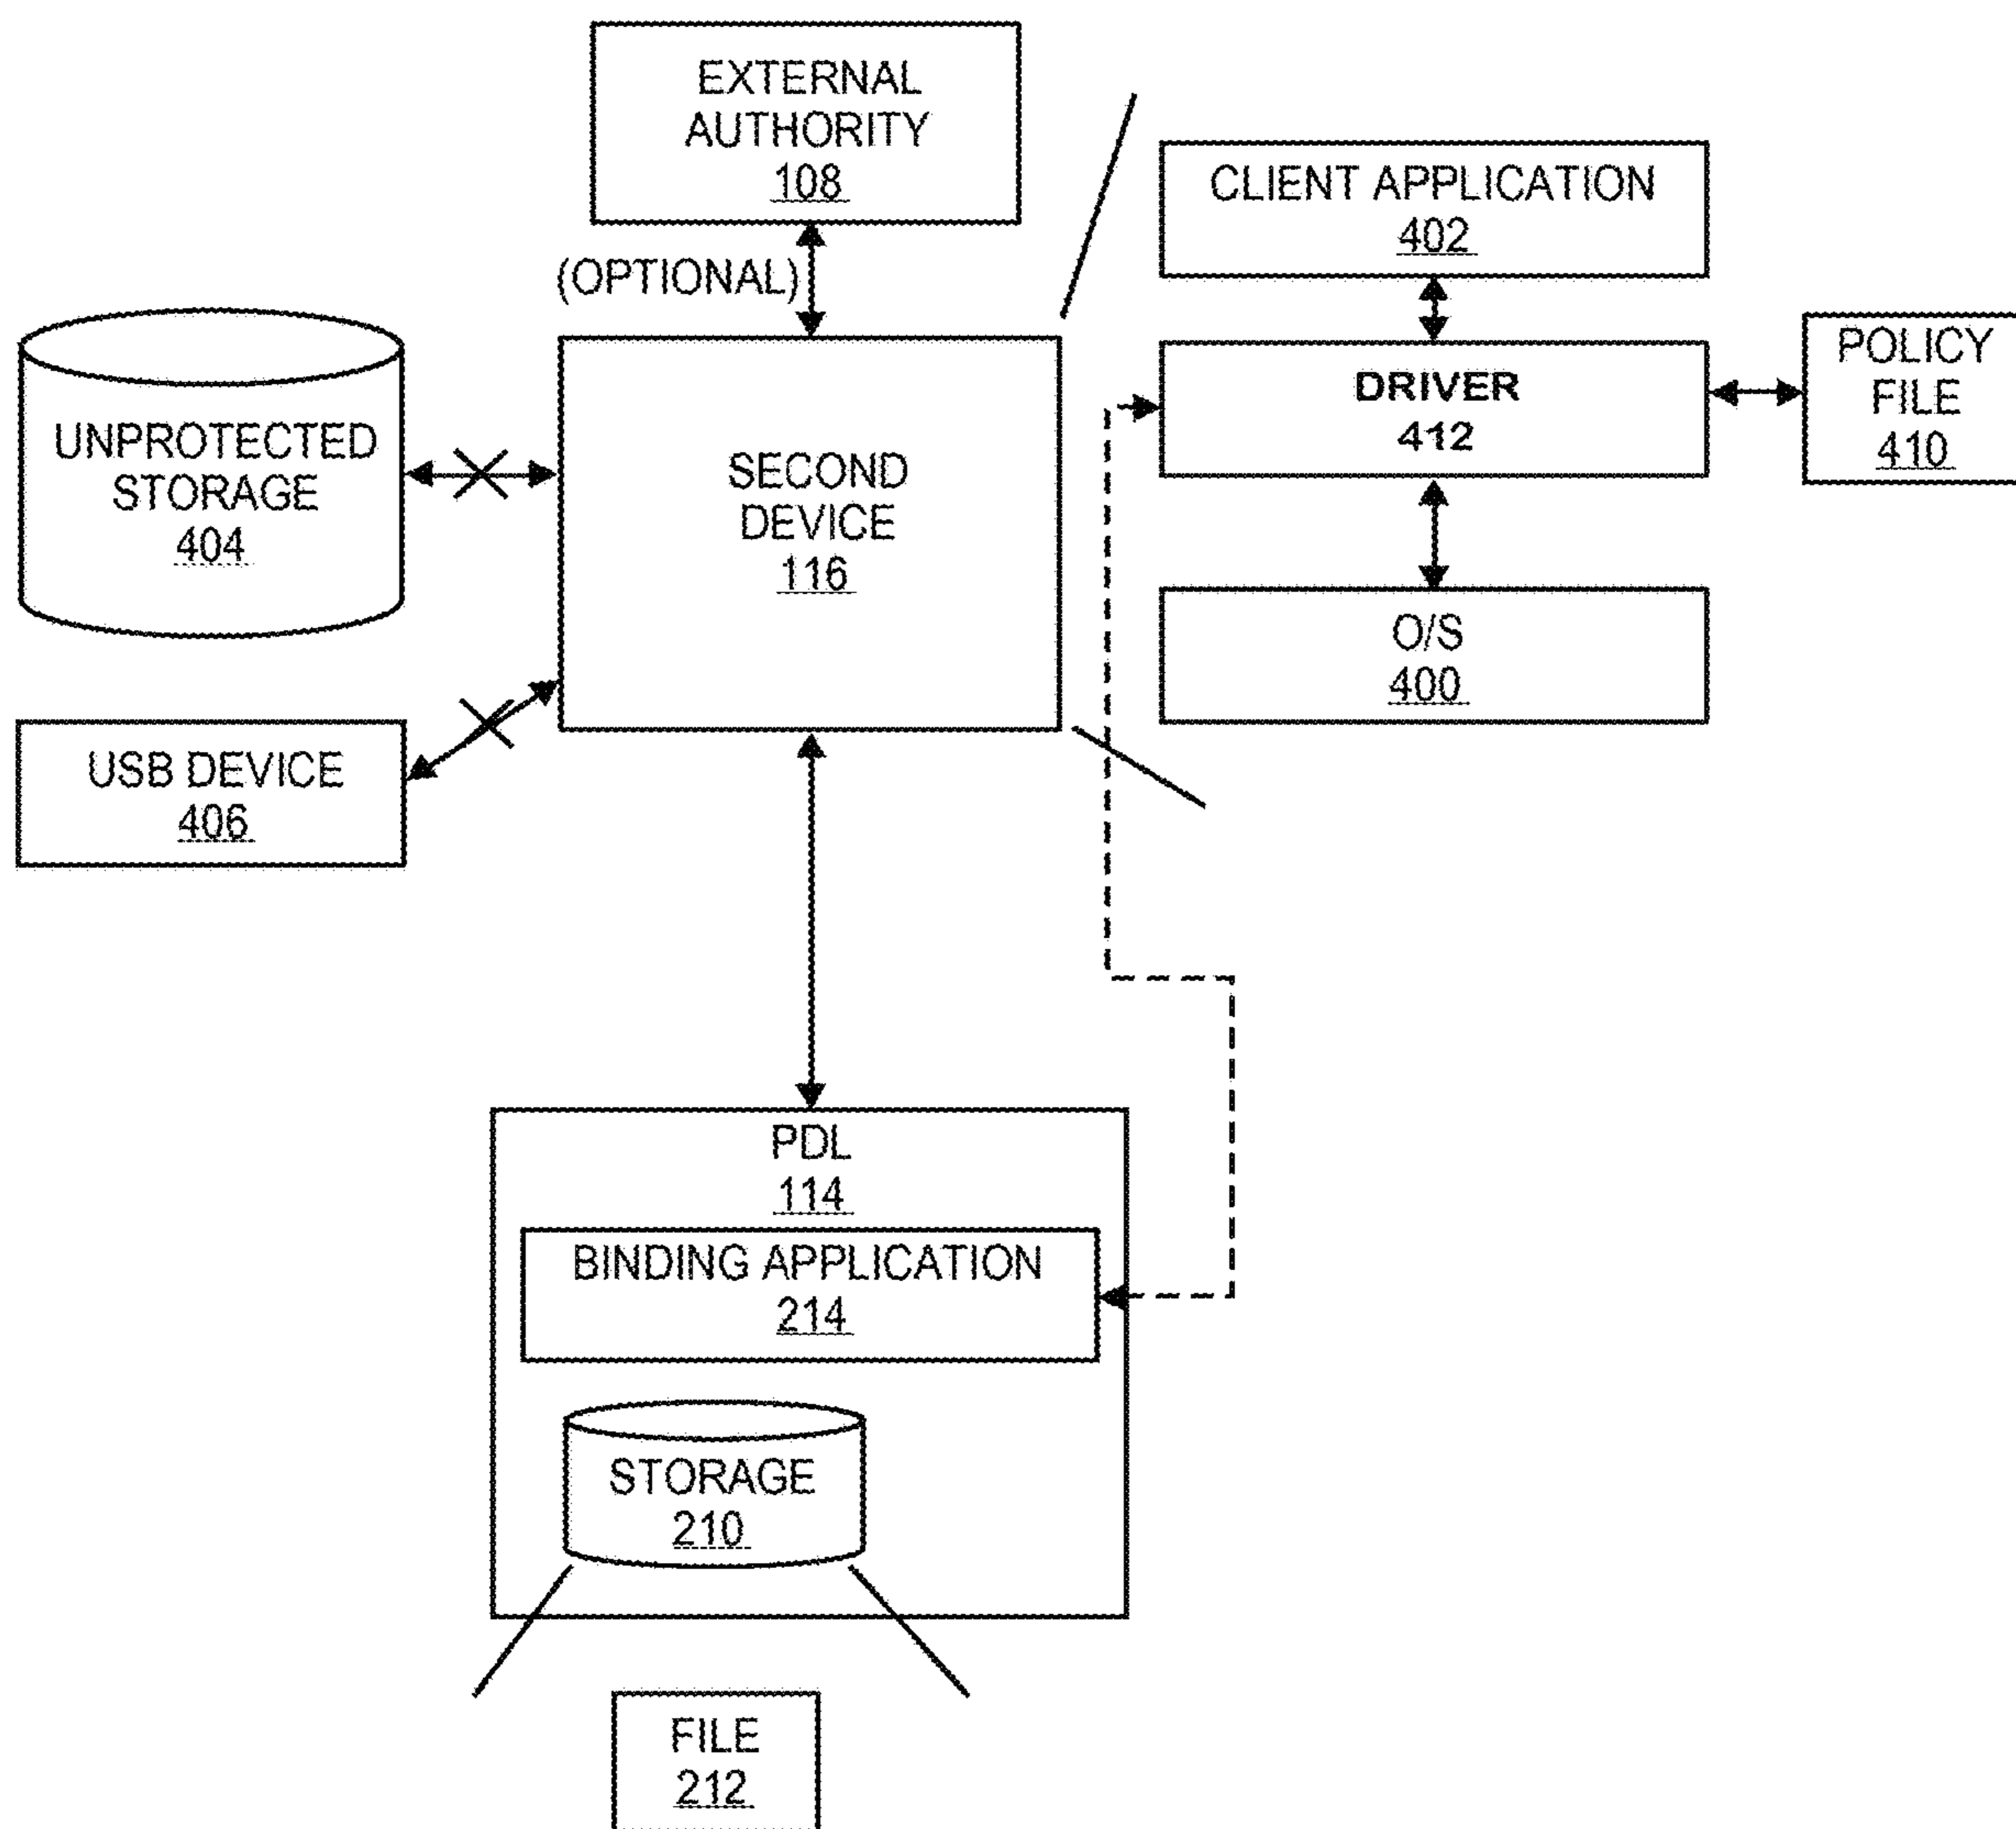 EXTERNAL
AUTHORITY
108
(OPTIONAL)
CLIENT APPLICATION
402
UNPROTECTED
STORAGE
404
SECOND
DEVICE
116
DRIVER
412
POLICY
FILE
410
O/S
400
USB DEVICE
406
PDL
114
BINDING APPLICATION
214
STORAGE
210
FILE
212